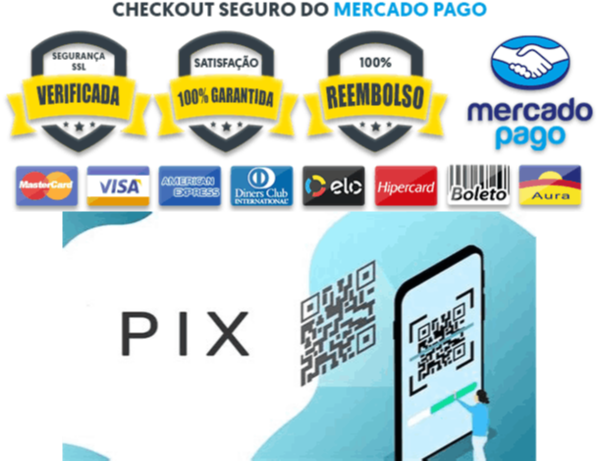 CHECKOUT SEGURO DO MERCADO PAGO
SEGURANÇA
SSL
VERIFICADA
SATISFAÇÃO
100% GARANTIDA
100%
REEMBOLSO
mercado
pago
MasterCard
VISA
AMERICAN
EXPRESS
Diners Club
INTERNATIONAL
elo
Hipercard
Boleto
Aura
PIX